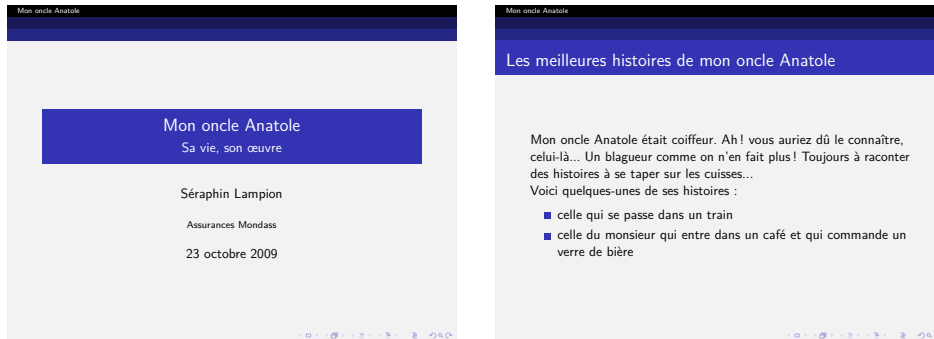 Mon oncle Anatole
Mon oncle Anatole
Sa vie, son œuvre
Séraphin Lampion
Assurances Mondass
23 octobre 2009
Mon oncle Anatole
Les meilleures histoires de mon oncle Anatole
Mon oncle Anatole était coiffeur. Ah ! vous auriez dû le connaître,
celui-là... Un blagueur comme on n'en fait plus ! Toujours à raconter
des histoires à se taper sur les cuisses...
Voici quelques-unes de ses histoires :
celle qui se passe dans un train
celle du monsieur qui entre dans un café et qui commande un
verre de bière